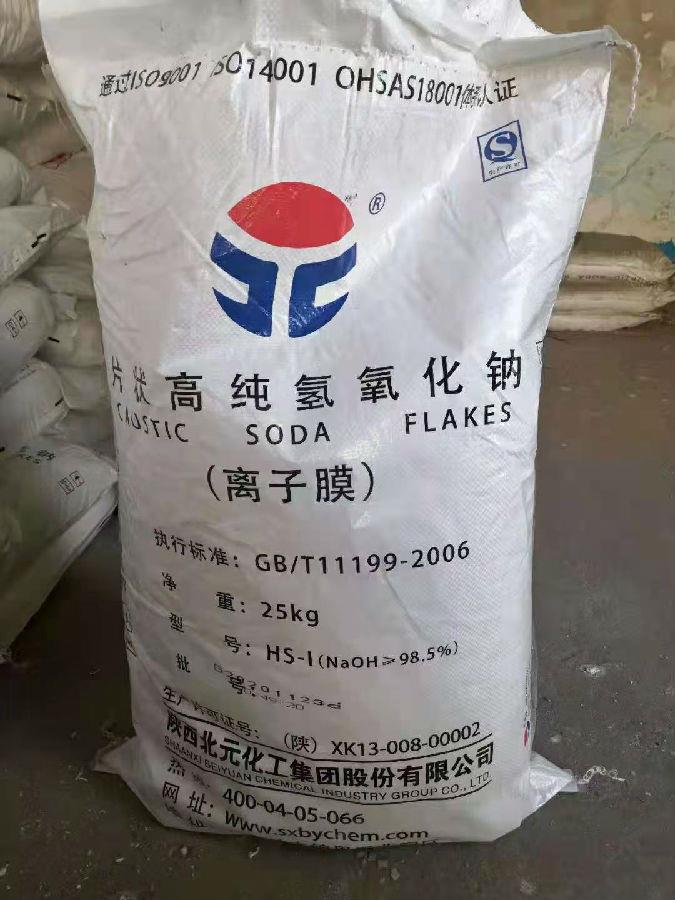 通过ISO9001 ISO14001 OHSAS18001体系认证
®
片状高纯氢氧化钠
CAUSTIC SODA FLAKES
（离子膜）
执行标准：GB/T11199-2006
净 重：25kg
型 号：HS-I（NaOH≥98.5%）
批 号：
生产许可证号：（陕）XK13-008-00002
陕西北元化工集团股份有限公司
SHAANXI BEIYUAN CHEMICAL INDUSTRY GROUP CO., LTD.
热 400-04-05-066
网 址：www.sxbychem.com